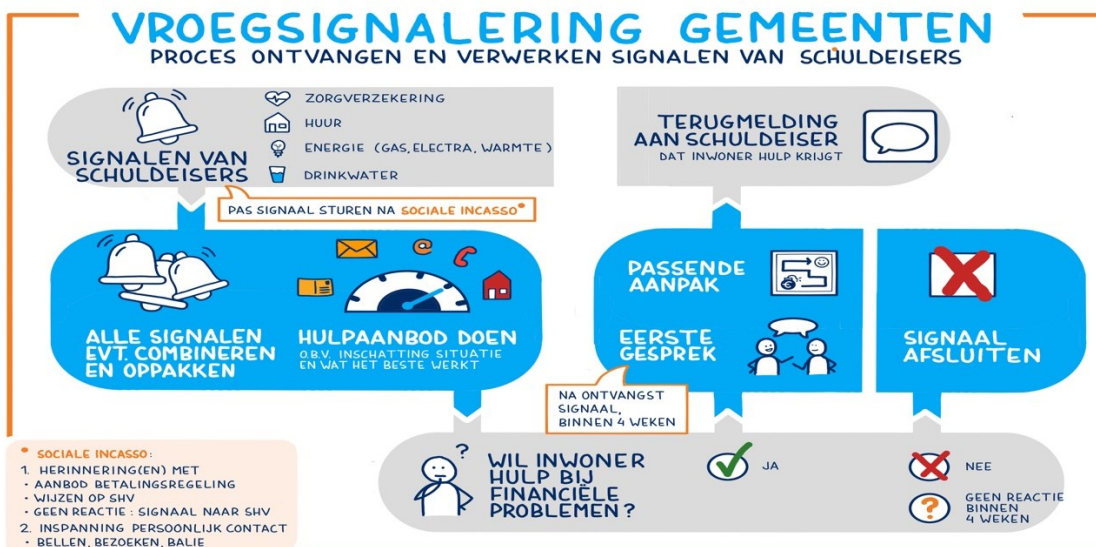 VROEGSIGNALERING GEMEENTEN
PROCES ONTVANGEN EN VERWERKEN SIGNALEN VAN SCHULDEISERS
SIGNALEN VAN
SCHULDEISERS
ZORGVERZEKERING
HUUR
ENERGIE (GAS, ELECTRA, WARMTE)
DRINKWATER
PAS SIGNAAL STUREN NA SOCIALE INCASSO*
ALLE SIGNALEN
EVT. COMBINEREN
EN OPPAKKEN
@
HULPAANBOD DOEN
O.B.V. INSCHATTING SITUATIE
EN WAT HET BESTE WERKT
?
WIL INWONER
HULP BIJ
FINANCIËLE
PROBLEMEN?
JA
NEE
?
GEEN REACTIE
BINNEN
4 WEKEN
NA ONTVANGST
SIGNAAL,
BINNEN 4 WEKEN
EERSTE
GESPREK
PASSENDE
AANPAK
TERUGMELDING
AAN SCHULDEISER
DAT INWONER HULP KRIJGT
SIGNAAL
AFSLUITEN
* SOCIALE INCASSO:
1. HERINNERING(EN) MET
• AANBOD BETALINGSREGELING
• WIJZEN OP SHV
• GEEN REACTIE: SIGNAAL NAAR SHV
2. INSPANNING PERSOONLIJK CONTACT
• BELLEN, BEZOEKEN, BALIE